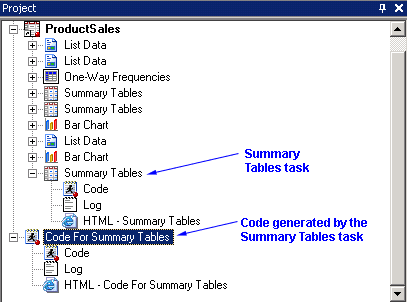 Project
ProductSales
List Data
List Data
One-Way Frequencies
Summary Tables
Summary Tables
Bar Chart
List Data
Bar Chart
Summary Tables
Summary
Tables task
Code
Log
HTML - Summary Tables
Code generated by the
Summary Tables task
Code For Summary Tables
Code
Log
HTML - Code For Summary Tables